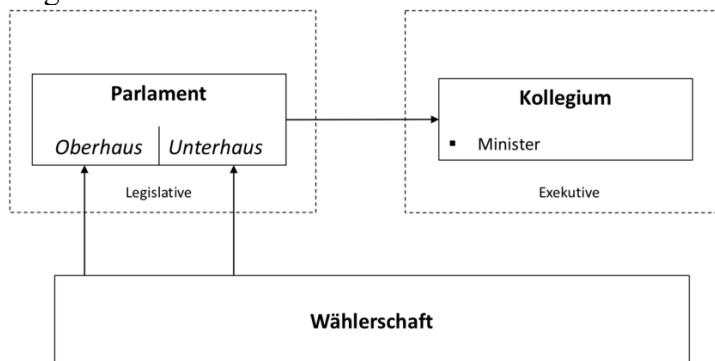 Parlament
Oberhaus Unterhaus
Legislative
Kollegium
▪ Minister
Exekutive
Wählerschaft